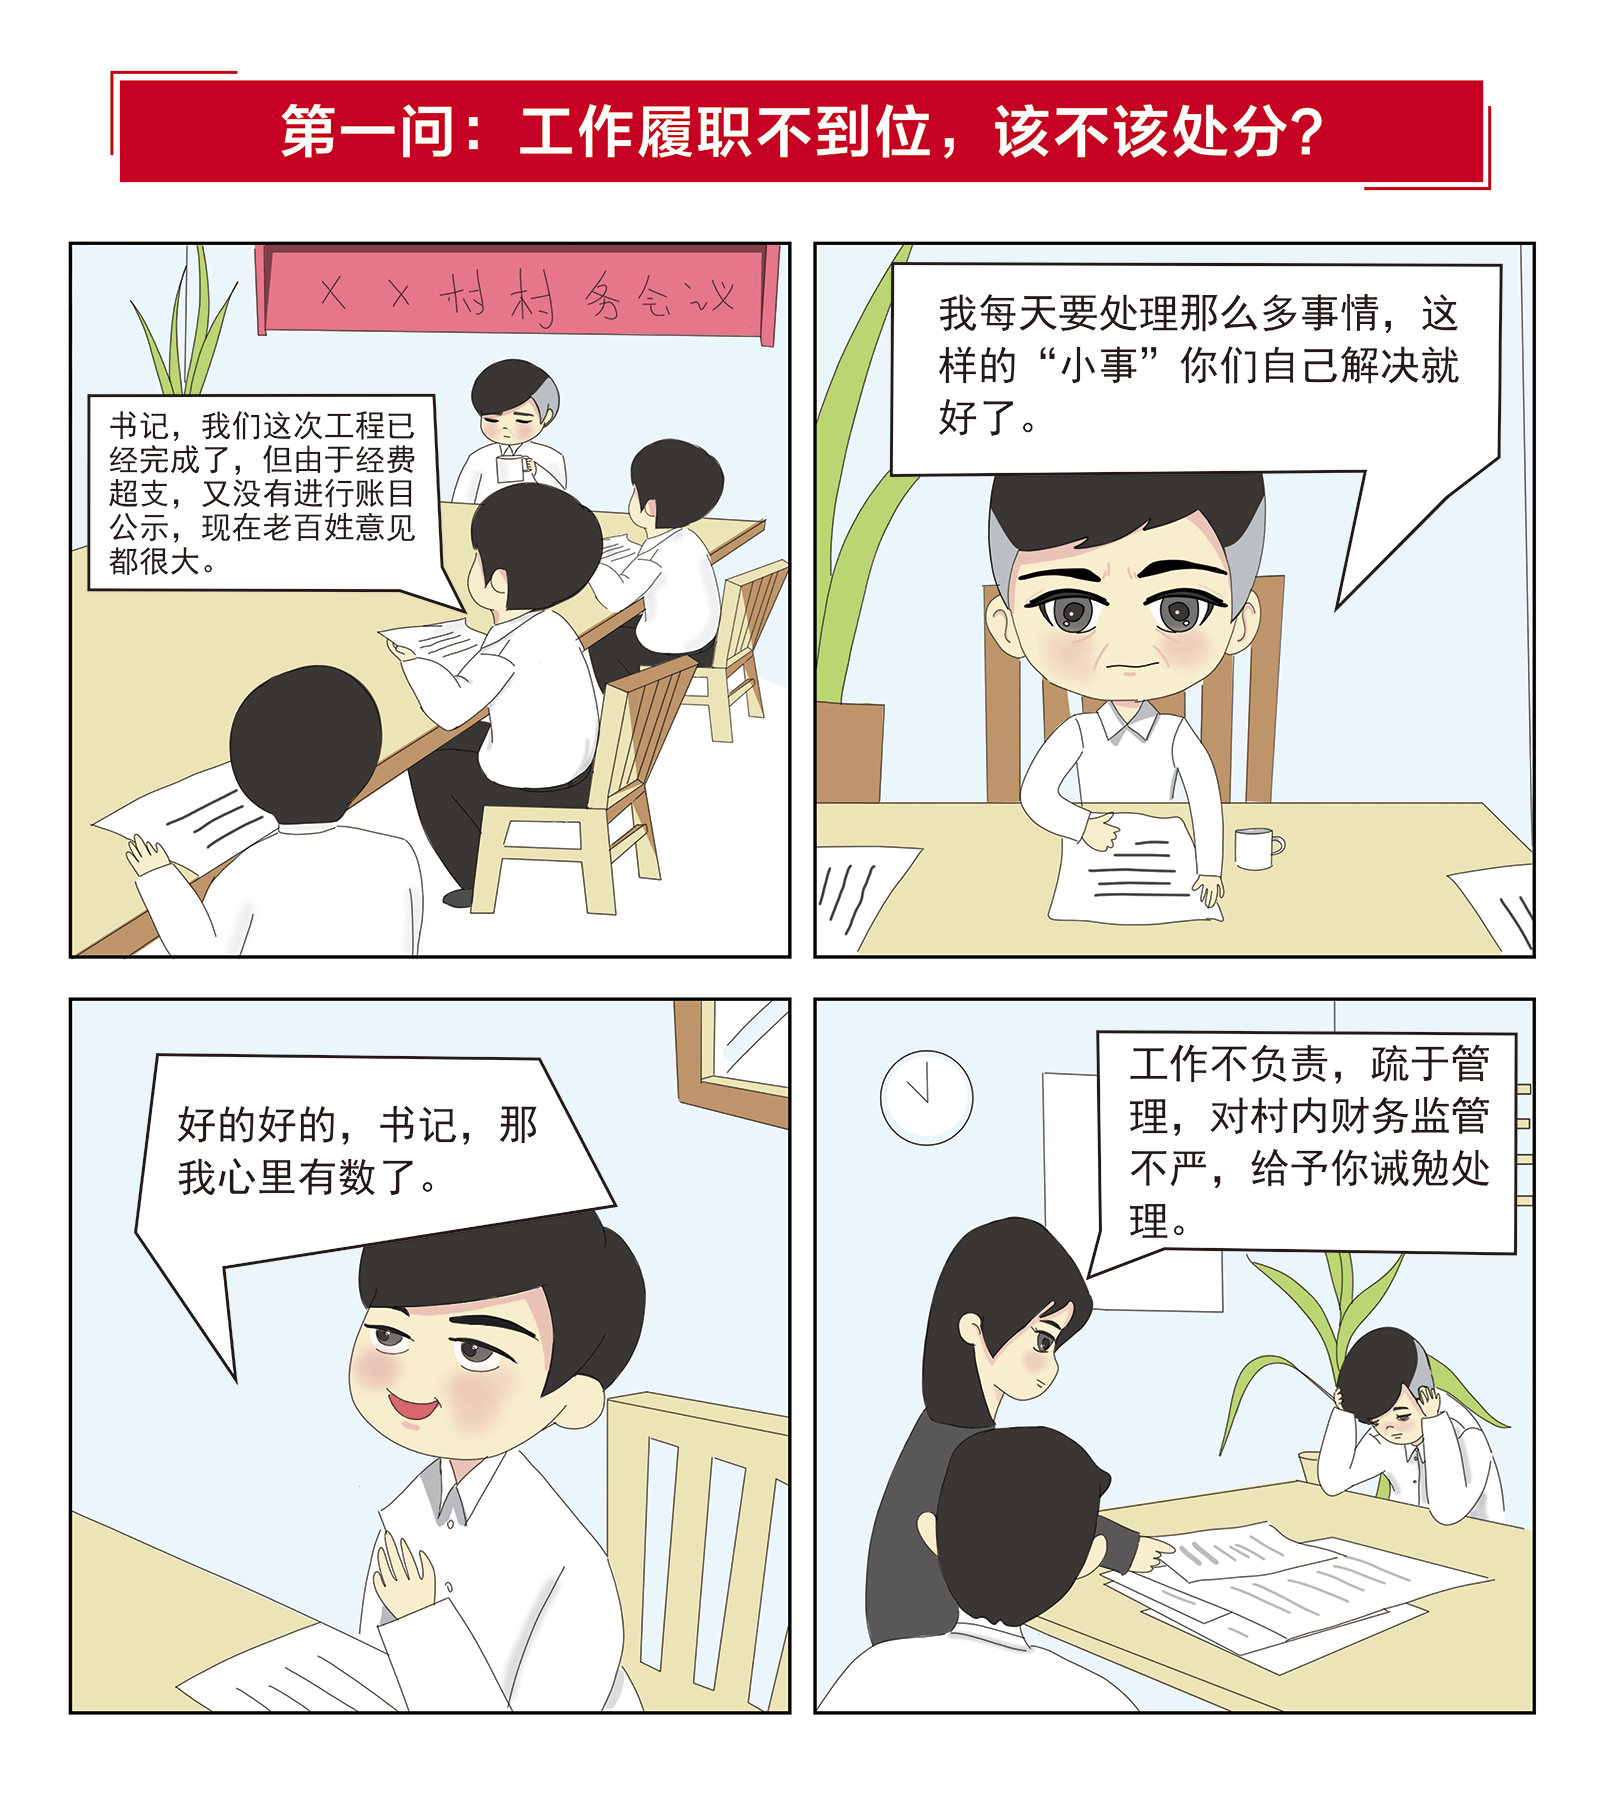 第一问：工作履职不到位，该不该处分？
××村村务会议
书记，我们这次工程已
经完成了，但由于经费
超支，又没有进行账目
公示，现在老百姓意见
都很大。
我每天要处理那么多事情，这
样的“小事”你们自己解决就
好了。
好的好的，书记，那
我心里有数了。
工作不负责，疏于管
理，对村内财务监管
不严，给予你诫勉处
理。